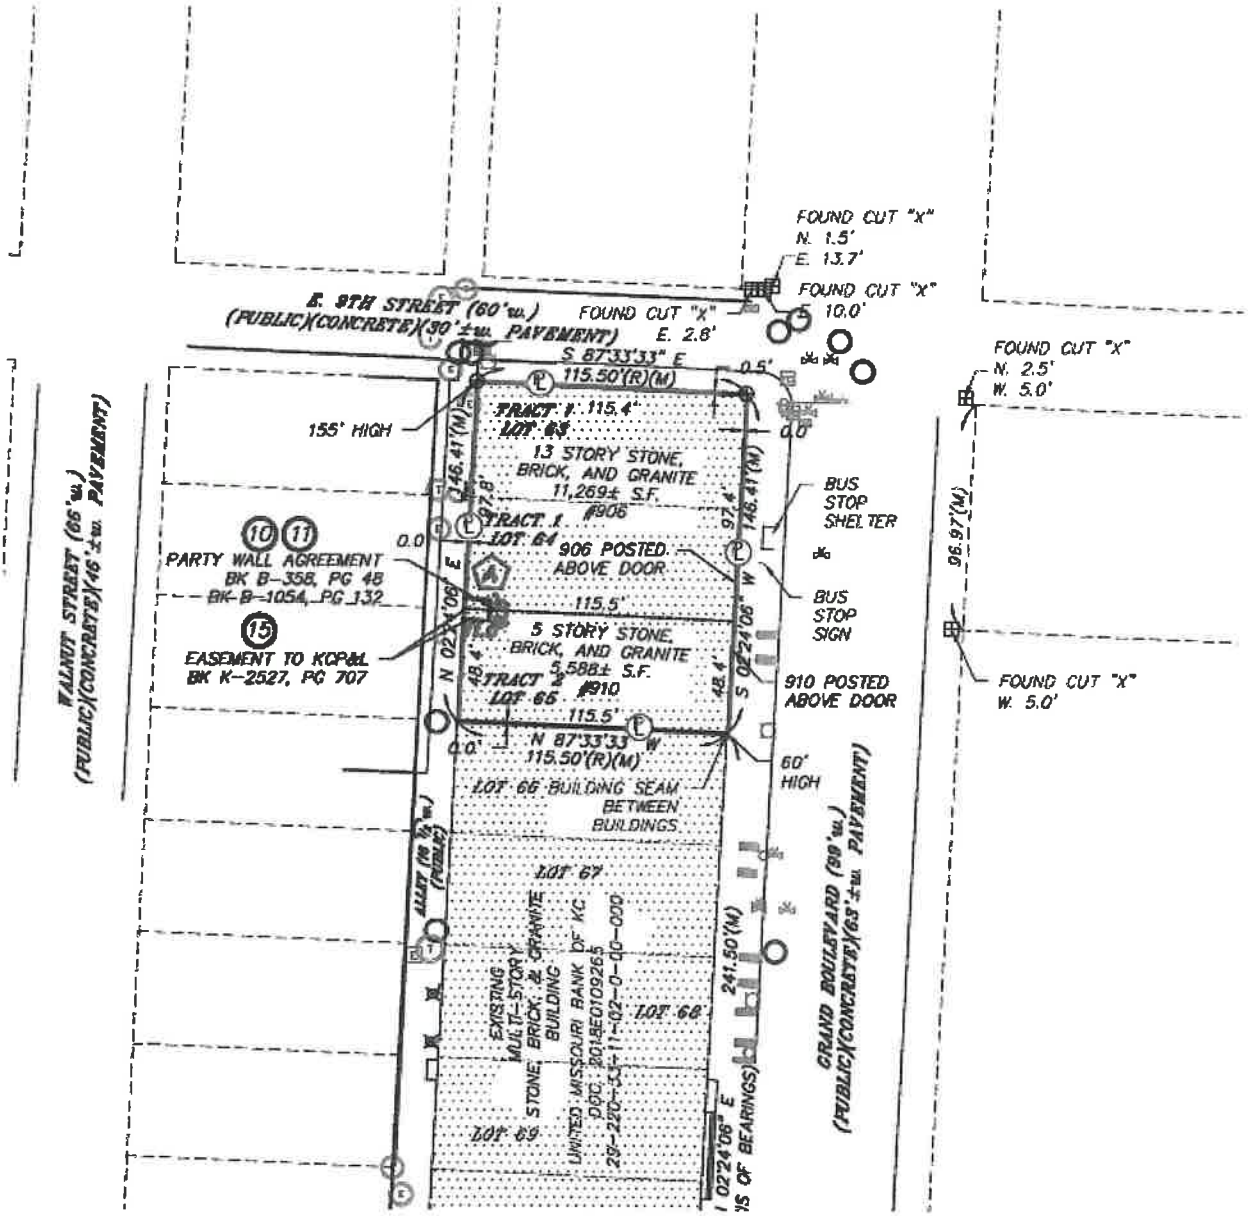 FOUND CUT "X"
N. 1.5'
E. 13.7'
FOUND CUT "X"
E. 10.0'
E. 9TH STREET (60'w.)
(PUBLIC)(CONCRETE)(30'±w. PAVEMENT)
FOUND CUT "X"
E. 2.8'
S 87°33'33" E
115.50'(R)(M)
0.5'
FOUND CUT "X"
N. 2.5'
W. 5.0'
155' HIGH
TRACT 1
115.4'
LOT 63
0.0'
146.41'(M)
97.8'
13 STORY STONE,
BRICK, AND GRANITE
11,269± S.F.
#906
97.4'
146.41'(M)
BUS
STOP
SHELTER
96.97'(M)
WALNUT STREET (66'w.)
(PUBLIC)(CONCRETE)(46'±w. PAVEMENT)
10
11
TRACT 1
LOT 64
0.0
906 POSTED
ABOVE DOOR
PARTY WALL AGREEMENT
BK B-358, PG 48
BK B-1054, PG 132
A
115.5'
BUS
STOP
SIGN
15
EASEMENT TO KCP&L
BK K-2527, PG 707
N 02°24'06" E
48.4'
5 STORY STONE,
BRICK, AND GRANITE
5,588± S.F.
TRACT 2
#910
LOT 65
48.4'
S 02°24'06" W
910 POSTED
ABOVE DOOR
FOUND CUT "X"
W. 5.0'
115.5'
0.0'
N 87°33'33" W
115.50'(R)(M)
60'
HIGH
LOT 66
BUILDING SEAM
BETWEEN
BUILDINGS
ALLEY (16 ½'w.)
(PUBLIC)
LOT 67
EXISTING
MULTI-STORY
STONE, BRICK, & GRANITE
BUILDING
UNITED MISSOURI BANK OF KC
DOC. 2018E0109265
29-220-33-11-02-0-00-000
LOT 68
241.50'(M)
GRAND BOULEVARD (99'w.)
(PUBLIC)(CONCRETE)(63'±w. PAVEMENT)
LOT 69
02°24'06" E
IS OF BEARINGS)